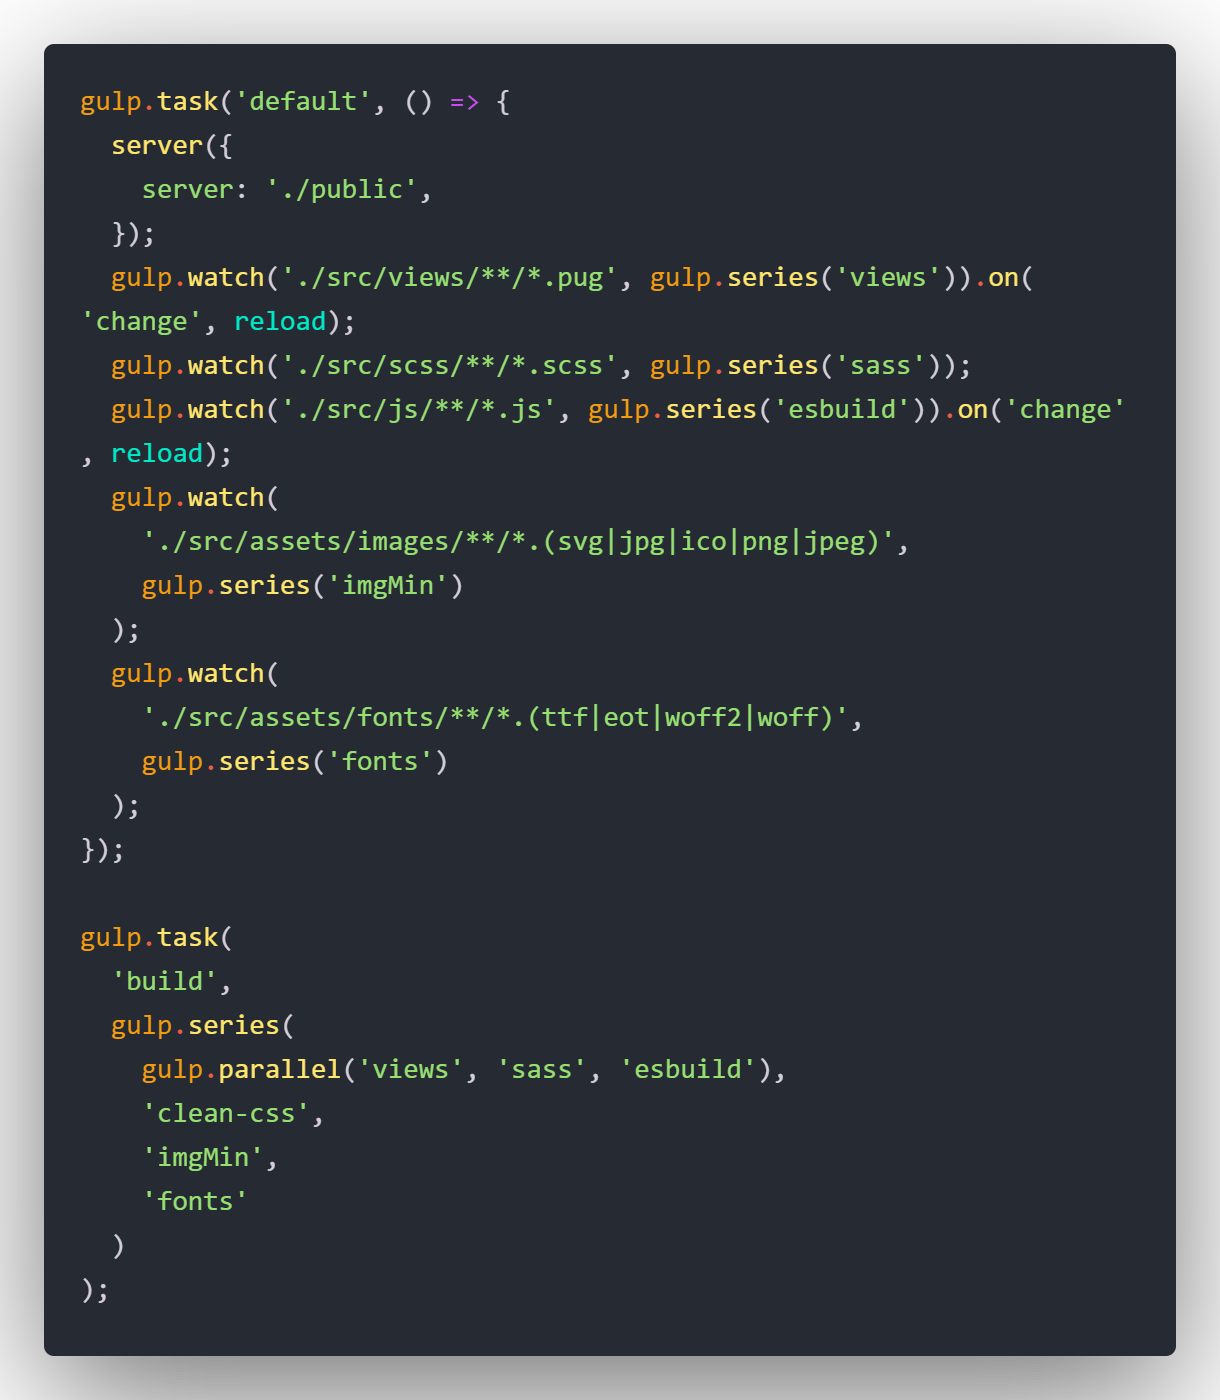 gulp.task('default', () => {
  server({
    server: './public',
  });
  gulp.watch('./src/views/**/*.pug', gulp.series('views')).on(
'change', reload);
  gulp.watch('./src/scss/**/*.scss', gulp.series('sass'));
  gulp.watch('./src/js/**/*.js', gulp.series('esbuild')).on('change'
, reload);
  gulp.watch(
    './src/assets/images/**/*.(svg|jpg|ico|png|jpeg)',
    gulp.series('imgMin')
  );
  gulp.watch(
    './src/assets/fonts/**/*.(ttf|eot|woff2|woff)',
    gulp.series('fonts')
  );
});

gulp.task(
  'build',
  gulp.series(
    gulp.parallel('views', 'sass', 'esbuild'),
    'clean-css',
    'imgMin',
    'fonts'
  )
);